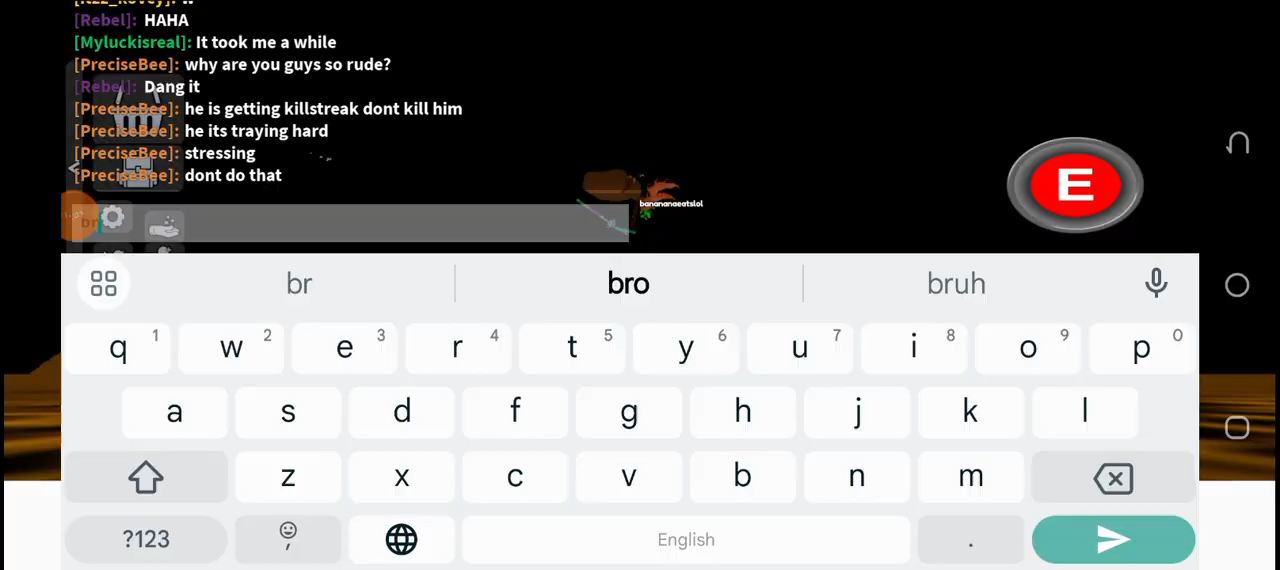 [Rebel]: HAHA
[Myluckisreal]: It took me a while
[PreciseBee]: why are you guys so rude?
[Rebel]: Dang it
[PreciseBee]: he is getting killstreak dont kill him
[PreciseBee]: he its traying hard
[PreciseBee]: stressing
[PreciseBee]: dont do that
banananaeatslol
E
br
br bro bruh
q 1 w 2 e 3 r 4 t 5 y 6 u 7 i 8 o 9 p 0
a s d f g h j k l
z x c v b n m
?123 , English .